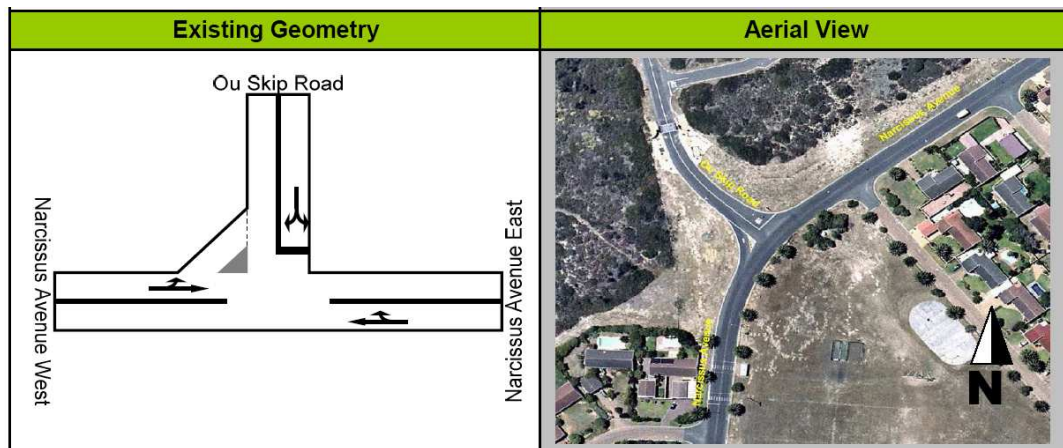 Existing Geometry
Aerial View
Ou Skip Road
Narcissus Avenue West
Narcissus Avenue East
Narcissus Avenue
Ou Skip Road
Narcissus Avenue
N